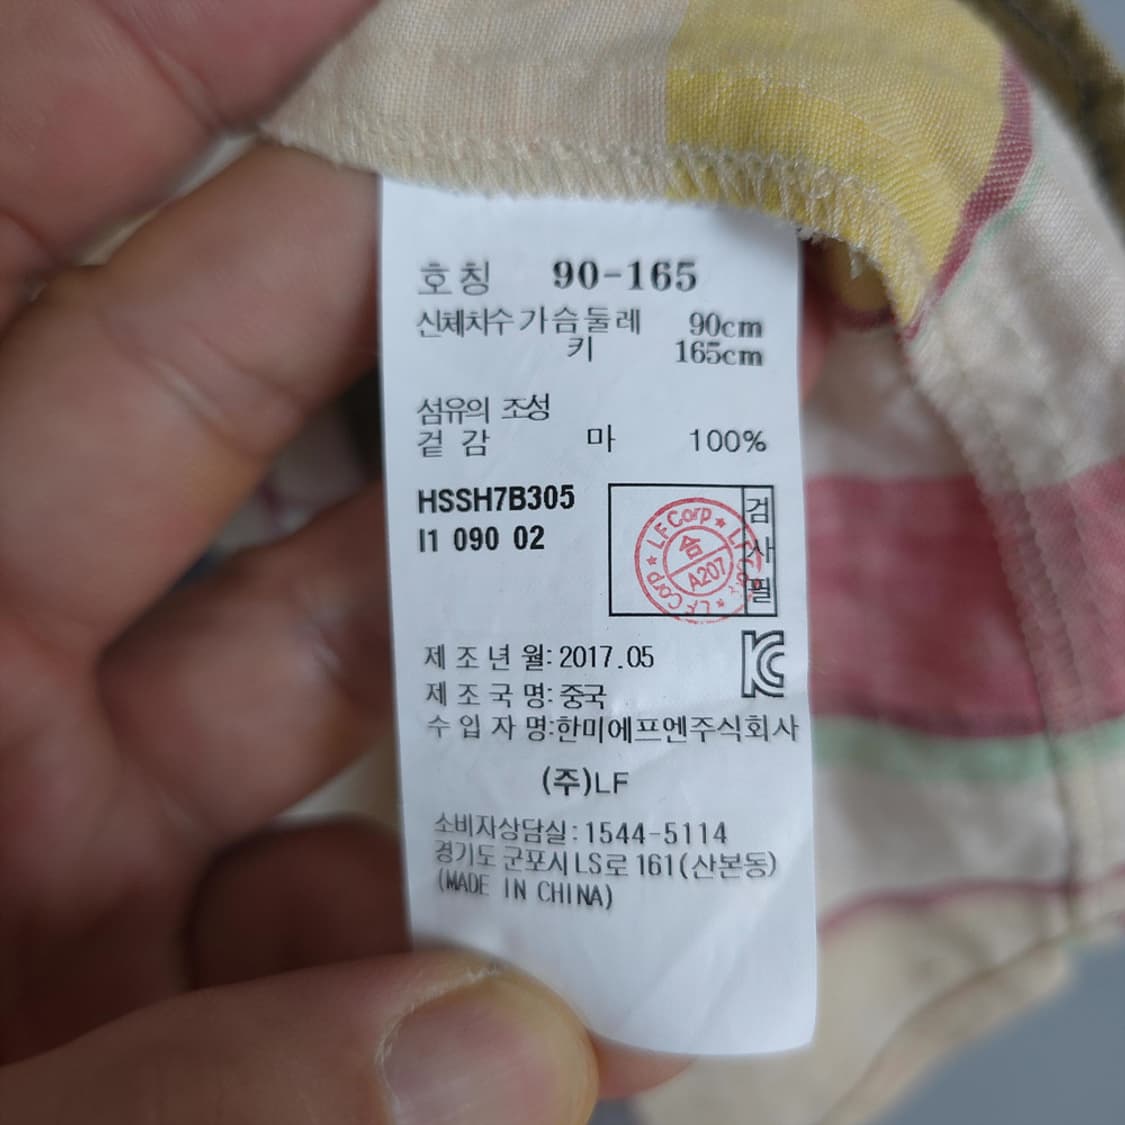 호칭 90-165
신체치수 가슴둘레 90cm
키 165cm
섬유의 조성
겉감 마 100%
HSSH7B305
I1 090 02
검사필
LF Corp ★ LF Corp ★ LF Corp ★
合
A207
제조년월: 2017.05
제조국명: 중국
수입자명: 한미에프엔주식회사
(주)LF
소비자상담실: 1544-5114
경기도 군포시 LS로 161(산본동)
(MADE IN CHINA)